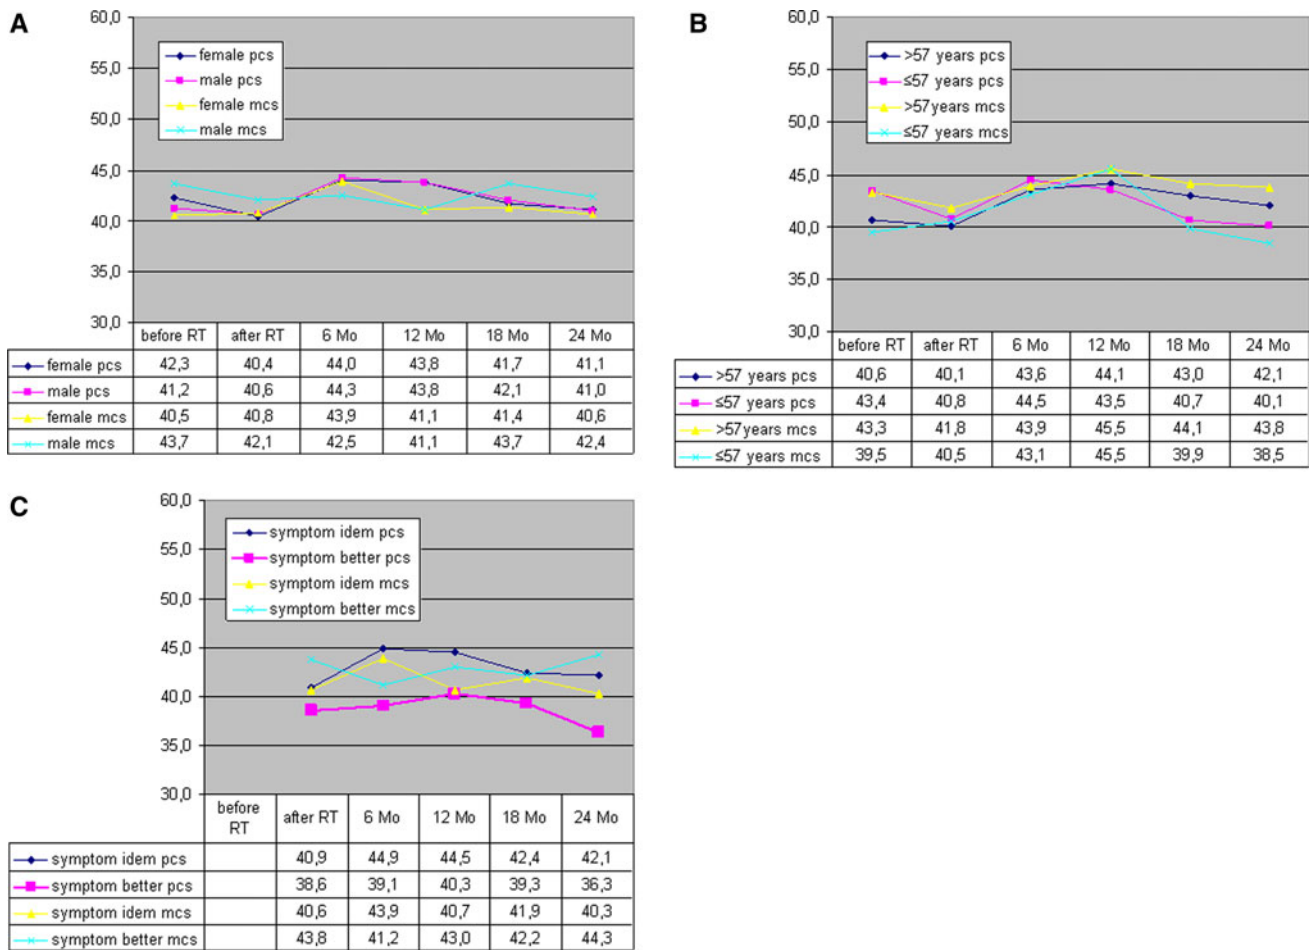 A
60,0
55,0
50,0
45,0
40,0
35,0
30,0
female pcs
male pcs
female mcs
male mcs
before RT after RT 6 Mo 12 Mo 18 Mo 24 Mo
female pcs 42,3 40,4 44,0 43,8 41,7 41,1
male pcs 41,2 40,6 44,3 43,8 42,1 41,0
female mcs 40,5 40,8 43,9 41,1 41,4 40,6
male mcs 43,7 42,1 42,5 41,1 43,7 42,4
B
60,0
55,0
50,0
45,0
40,0
35,0
30,0
>57 years pcs
≤57 years pcs
>57years mcs
≤57 years mcs
before RT after RT 6 Mo 12 Mo 18 Mo 24 Mo
>57 years pcs 40,6 40,1 43,6 44,1 43,0 42,1
≤57 years pcs 43,4 40,8 44,5 43,5 40,7 40,1
>57years mcs 43,3 41,8 43,9 45,5 44,1 43,8
≤57 years mcs 39,5 40,5 43,1 45,5 39,9 38,5
C
60,0
55,0
50,0
45,0
40,0
35,0
30,0
symptom idem pcs
symptom better pcs
symptom idem mcs
symptom better mcs
before
RT after RT 6 Mo 12 Mo 18 Mo 24 Mo
symptom idem pcs 40,9 44,9 44,5 42,4 42,1
symptom better pcs 38,6 39,1 40,3 39,3 36,3
symptom idem mcs 40,6 43,9 40,7 41,9 40,3
symptom better mcs 43,8 41,2 43,0 42,2 44,3